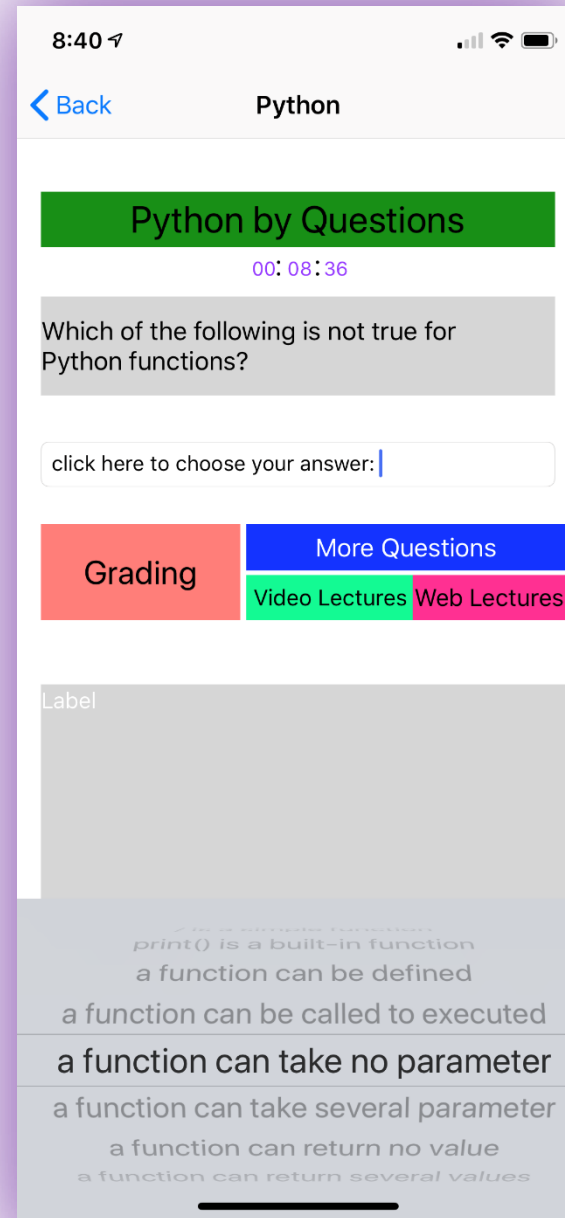 8:40
Back Python
Python by Questions
00: 08:36
Which of the following is not true for
Python functions?
click here to choose your answer:
Grading
More Questions
Video Lectures Web Lectures
Label
is a simple function
print() is a built-in function
a function can be defined
a function can be called to executed
a function can take no parameter
a function can take several parameter
a function can return no value
a function can return several values